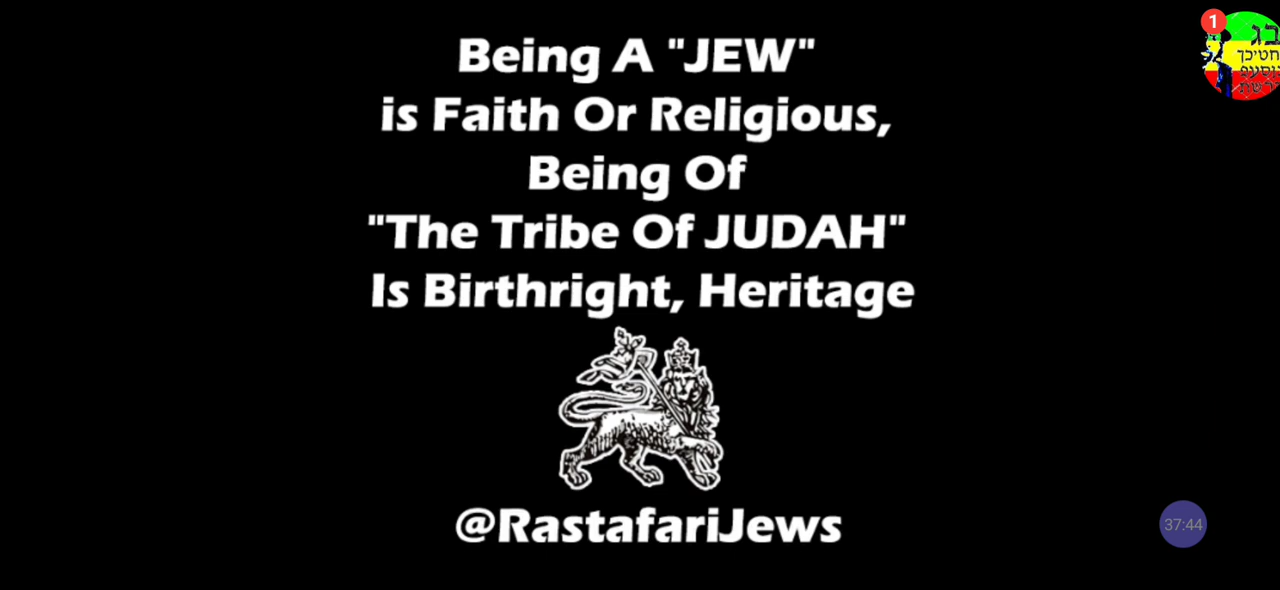 Being A "JEW"
is Faith Or Religious,
Being Of
"The Tribe Of JUDAH"
Is Birthright, Heritage
@RastafariJews
1
37:44